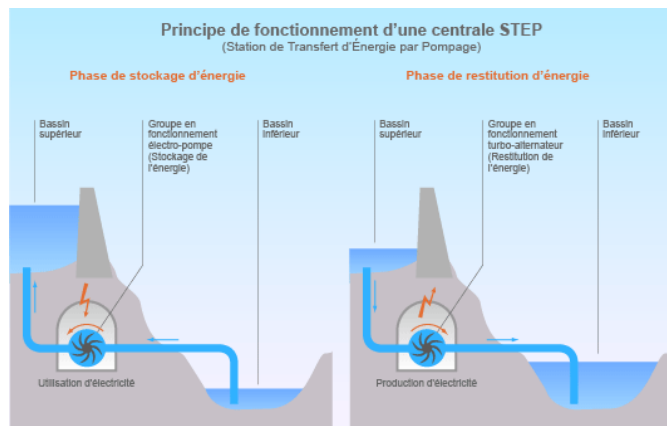 Principe de fonctionnement d'une centrale STEP
(Station de Transfert d'Énergie par Pompage)
Phase de stockage d'énergie
Bassin
supérieur
Groupe en
fonctionnement
électro-pompe
(Stockage de
l'énergie)
Bassin
inférieur
Utilisation d'électricité
Phase de restitution d'énergie
Bassin
supérieur
Groupe en
fonctionnement
turbo-alternateur
(Restitution de
l'énergie)
Bassin
inférieur
Production d'électricité